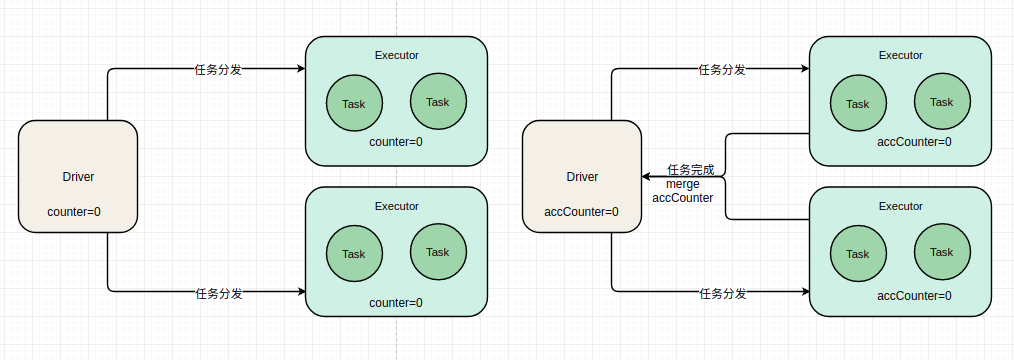 Executor
Task
Task
counter=0
任务分发
Driver
counter=0
Executor
Task
Task
counter=0
任务分发
Executor
Task
Task
accCounter=0
任务分发
Driver
accCounter=0
任务完成
merge
accCounter
Executor
Task
Task
accCounter=0
任务分发